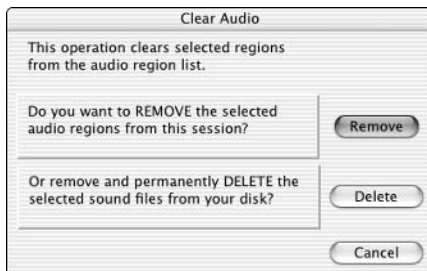 Clear Audio
This operation clears selected regions
from the audio region list.
Do you want to REMOVE the selected
audio regions from this session?
Remove
Or remove and permanently DELETE the
selected sound files from your disk?
Delete
Cancel